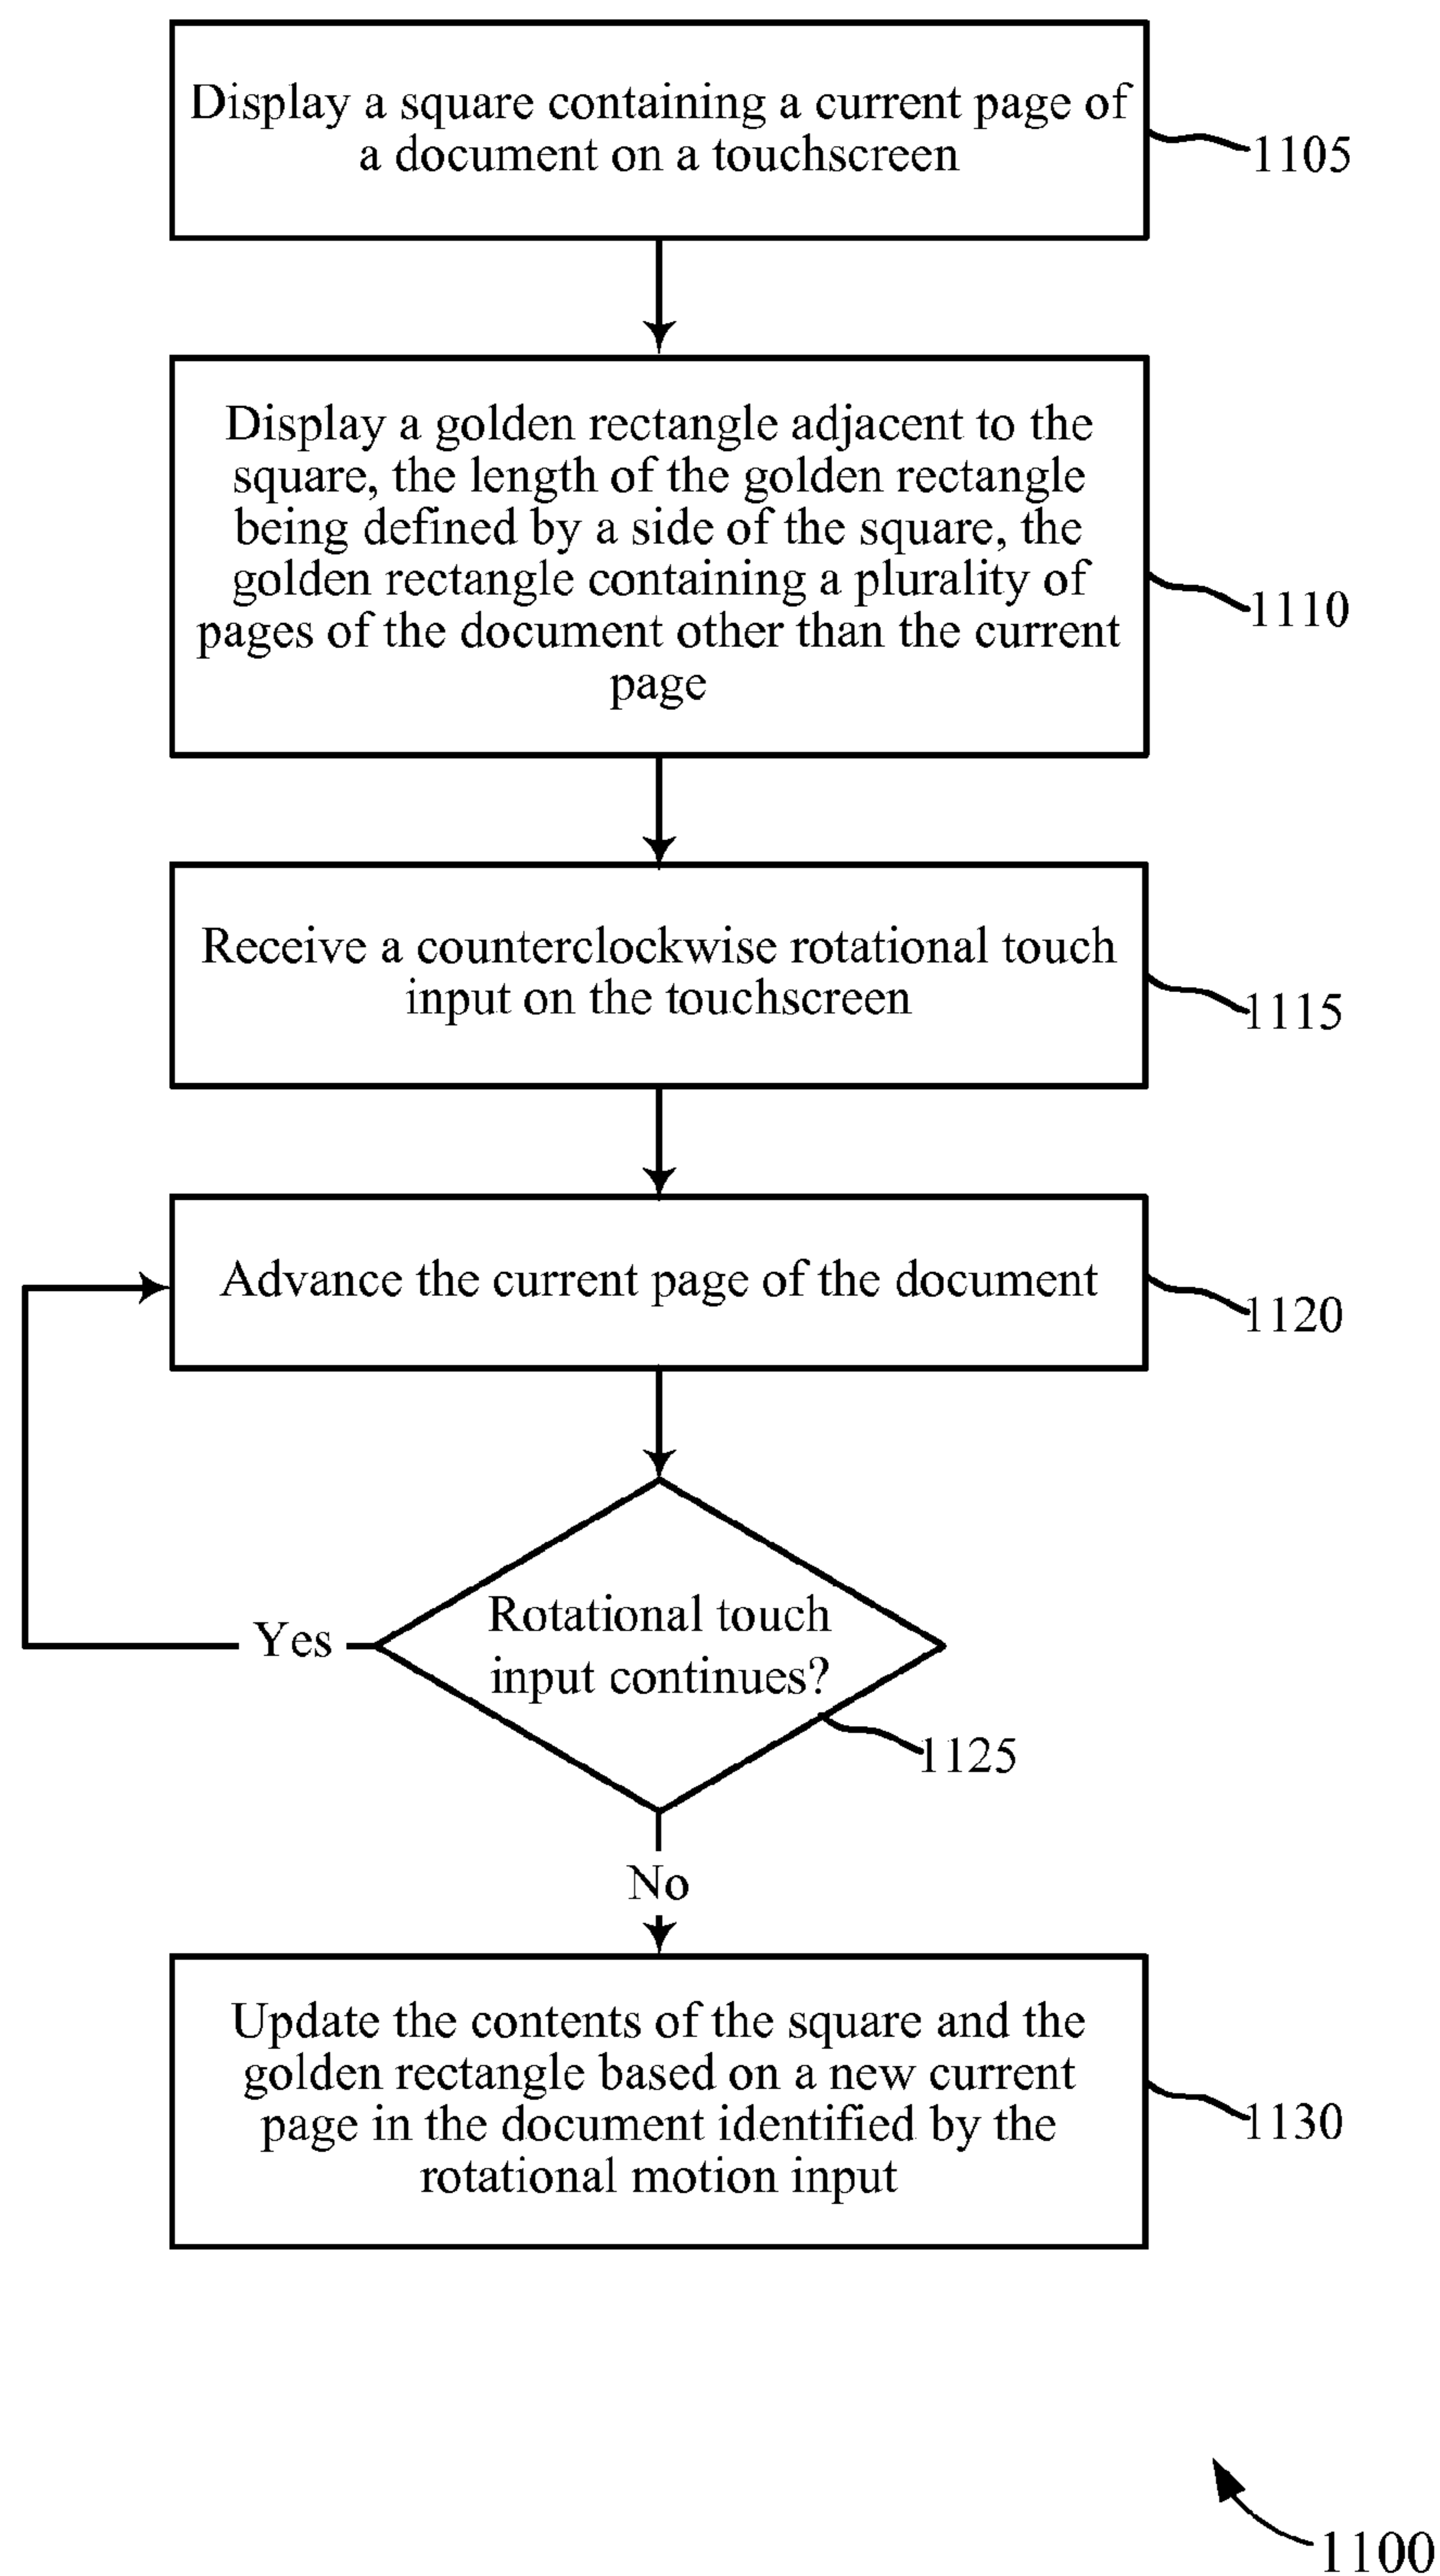 Display a square containing a current page of
a document on a touchscreen
1105
Display a golden rectangle adjacent to the
square, the length of the golden rectangle
being defined by a side of the square, the
golden rectangle containing a plurality of
pages of the document other than the current
page
1110
Receive a counterclockwise rotational touch
input on the touchscreen
1115
Advance the current page of the document
1120
Rotational touch
input continues?
Yes
1125
No
Update the contents of the square and the
golden rectangle based on a new current
page in the document identified by the
rotational motion input
1130
1100